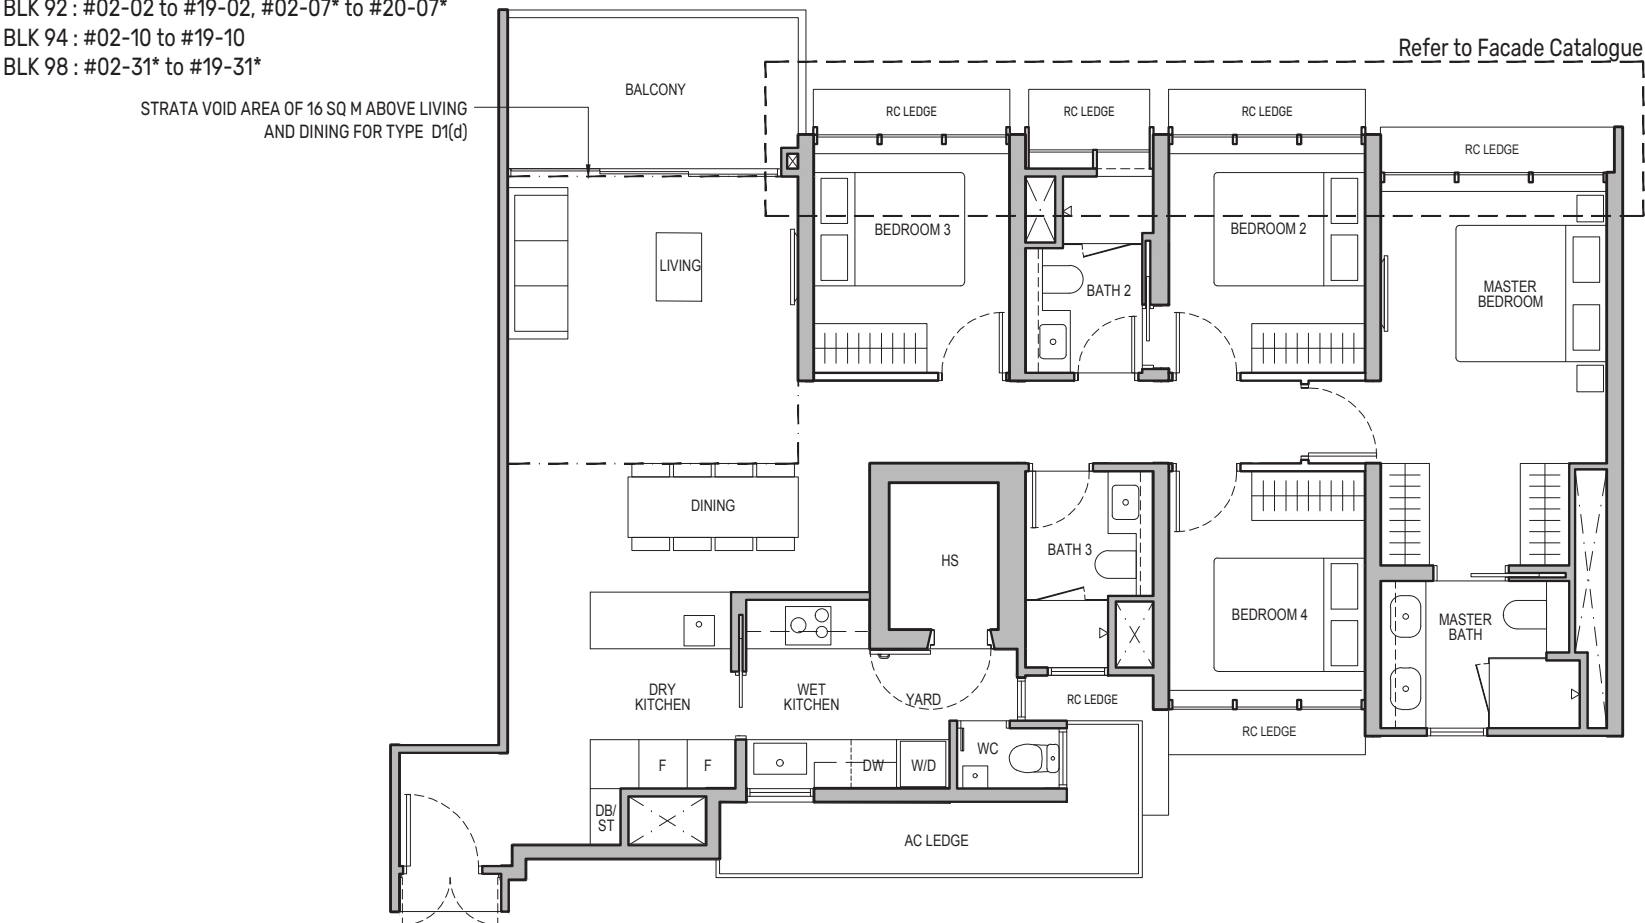 BLK 92 : #02-02 to #19-02, #02-07* to #20-07*
BLK 94 : #02-10 to #19-10
BLK 98 : #02-31* to #19-31*
Refer to Facade Catalogue
STRATA VOID AREA OF 16 SQ M ABOVE LIVING
AND DINING FOR TYPE D1(d)
BALCONY
RC LEDGE
RC LEDGE
RC LEDGE
RC LEDGE
LIVING
BEDROOM 3
BATH 2
BEDROOM 2
MASTER
BEDROOM
DINING
HS
BATH 3
BEDROOM 4
MASTER
BATH
DRY
KITCHEN
WET
KITCHEN
YARD
RC LEDGE
RC LEDGE
F
F
DW
W/D
WC
DB/
ST
AC LEDGE